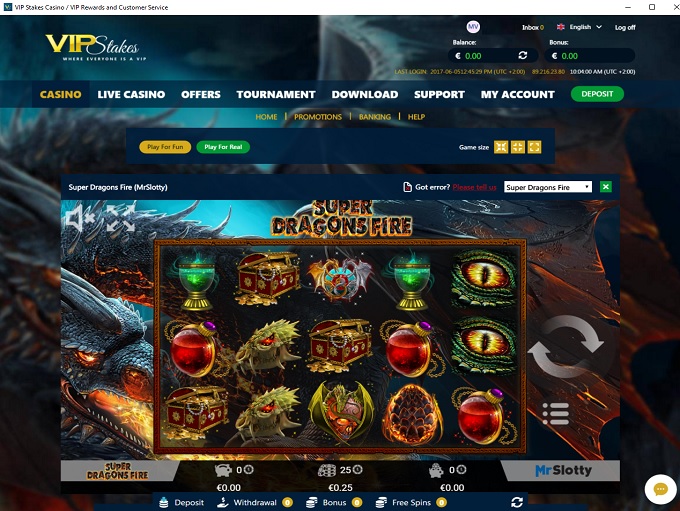 VIP Stakes Casino / VIP Rewards and Customer Service
MV
Inbox 0
English
Log off
VIP Stakes
WHERE EVERYONE IS A VIP
Balance:
Bonus:
€ 0.00
€ 0.00
LAST LOGIN: 2017-06-0512:45:29 PM (UTC +2:00) 89.216.23.80 10:04:00 AM (UTC +2:00)
CASINO LIVE CASINO OFFERS TOURNAMENT DOWNLOAD SUPPORT MY ACCOUNT DEPOSIT
HOME | PROMOTIONS | BANKING | HELP
Play For Fun
Play For Real
Game size
Super Dragons Fire (MrSlotty)
Got error? Please tell us
Super Dragons Fire
SUPER
DRAGONS FIRE
SUPER
DRAGONS FIRE
0
25
0
MrSlotty
€0.00
€0.25
€0.00
Deposit
Withdrawal 0
Bonus 0
Free Spins 0